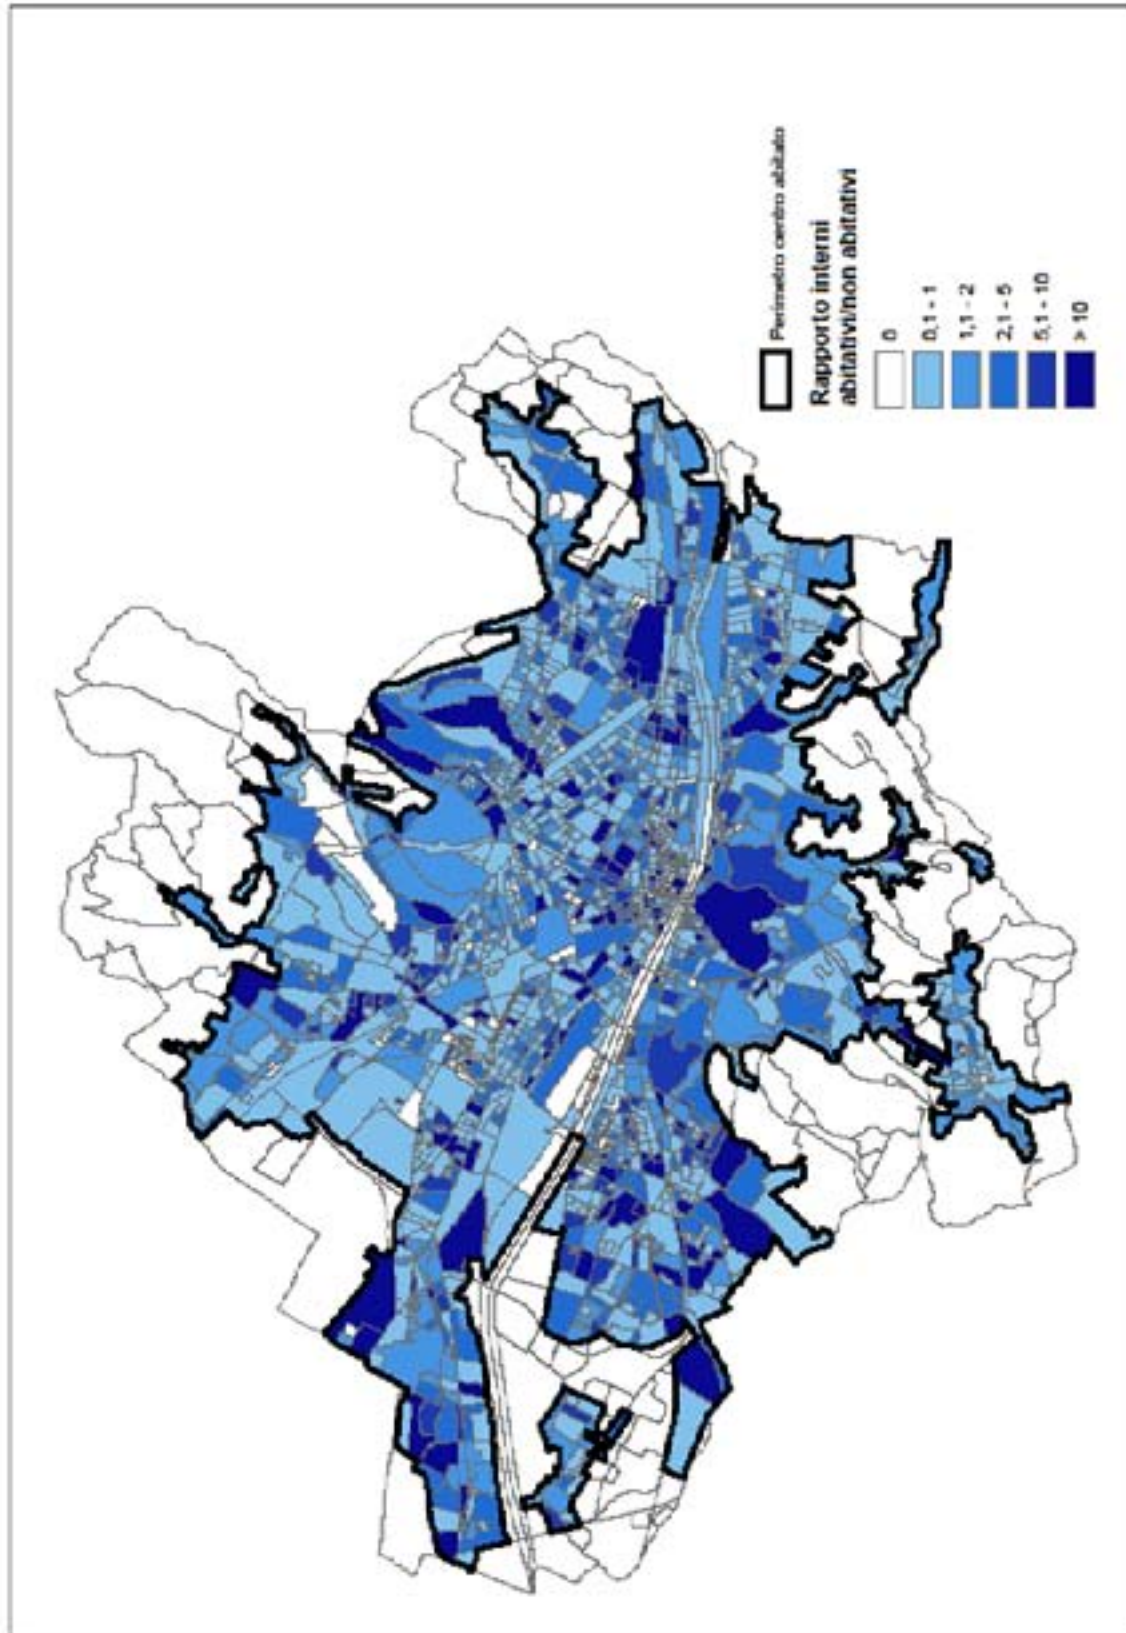 Perimetro centro abitato
Rapporto interni
abitativi/non abitativi
0
0,1 - 1
1,1 - 2
2,1 - 5
5,1 - 10
> 10